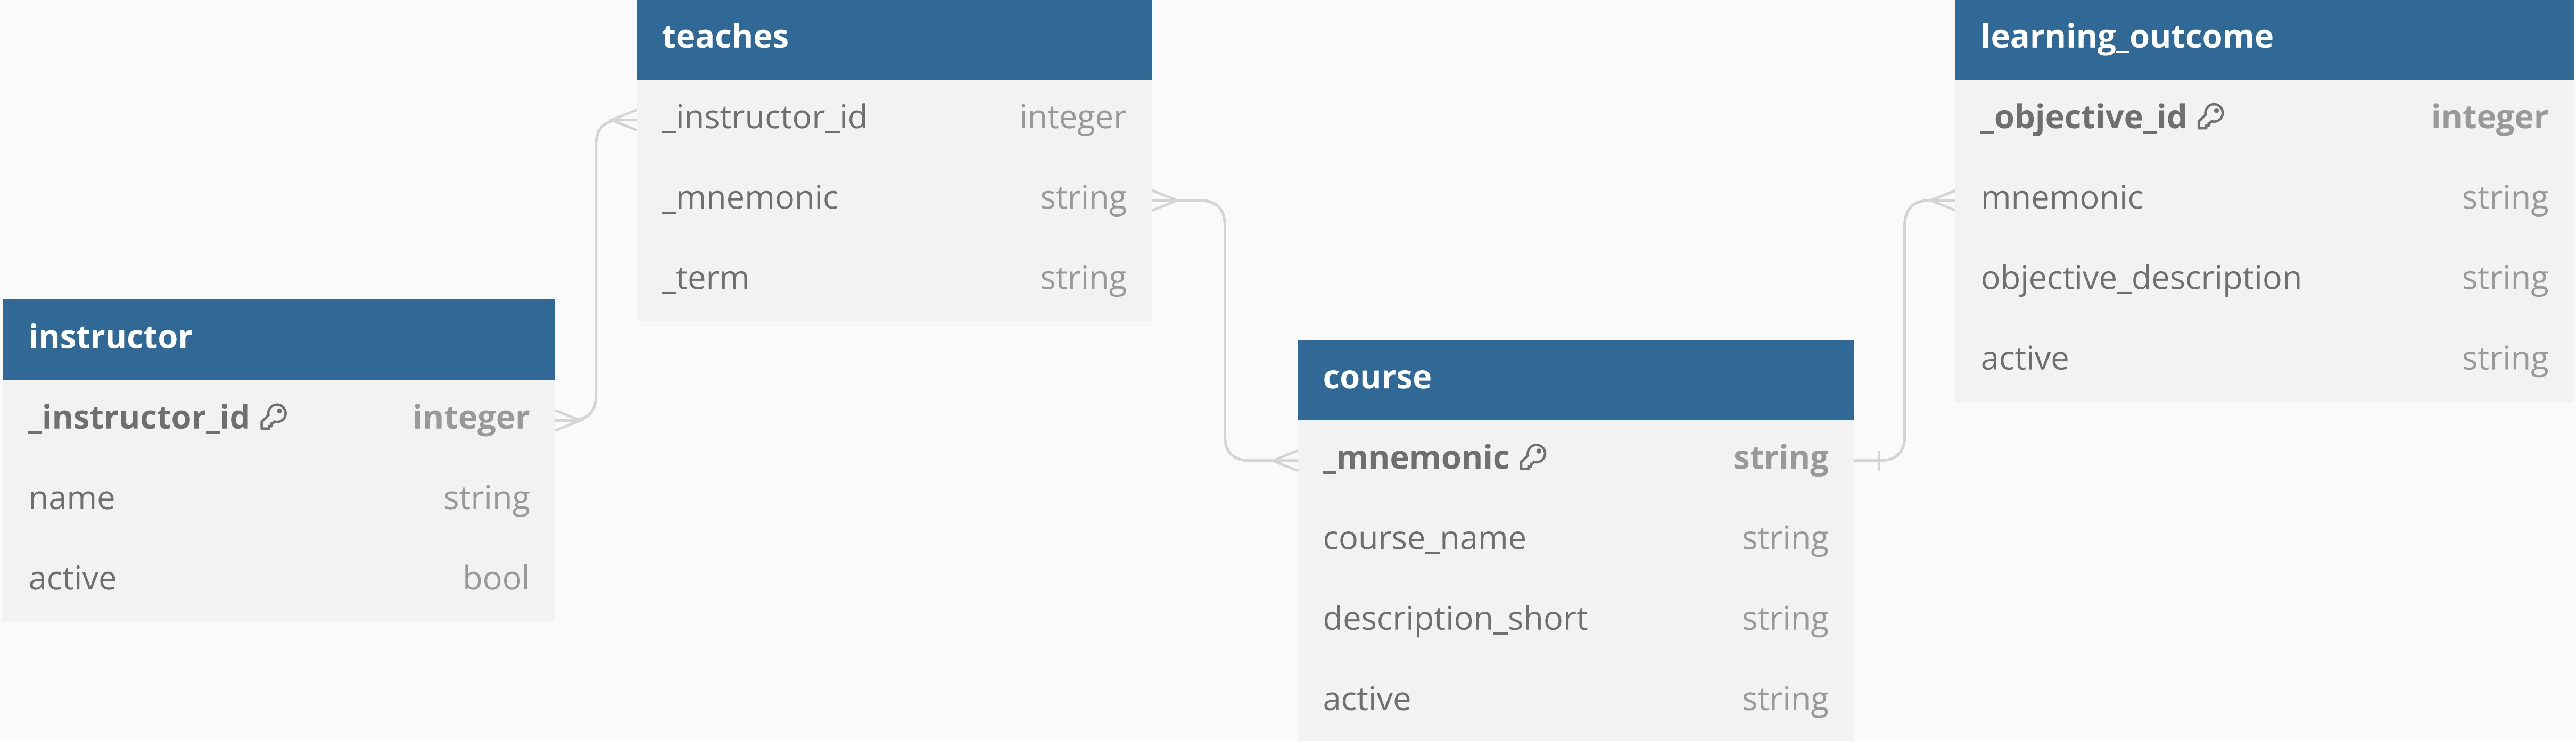 teaches
_instructor_id integer
_mnemonic string
_term string
instructor
_instructor_id integer
name string
active bool
course
_mnemonic string
course_name string
description_short string
active string
learning_outcome
_objective_id integer
mnemonic string
objective_description string
active string